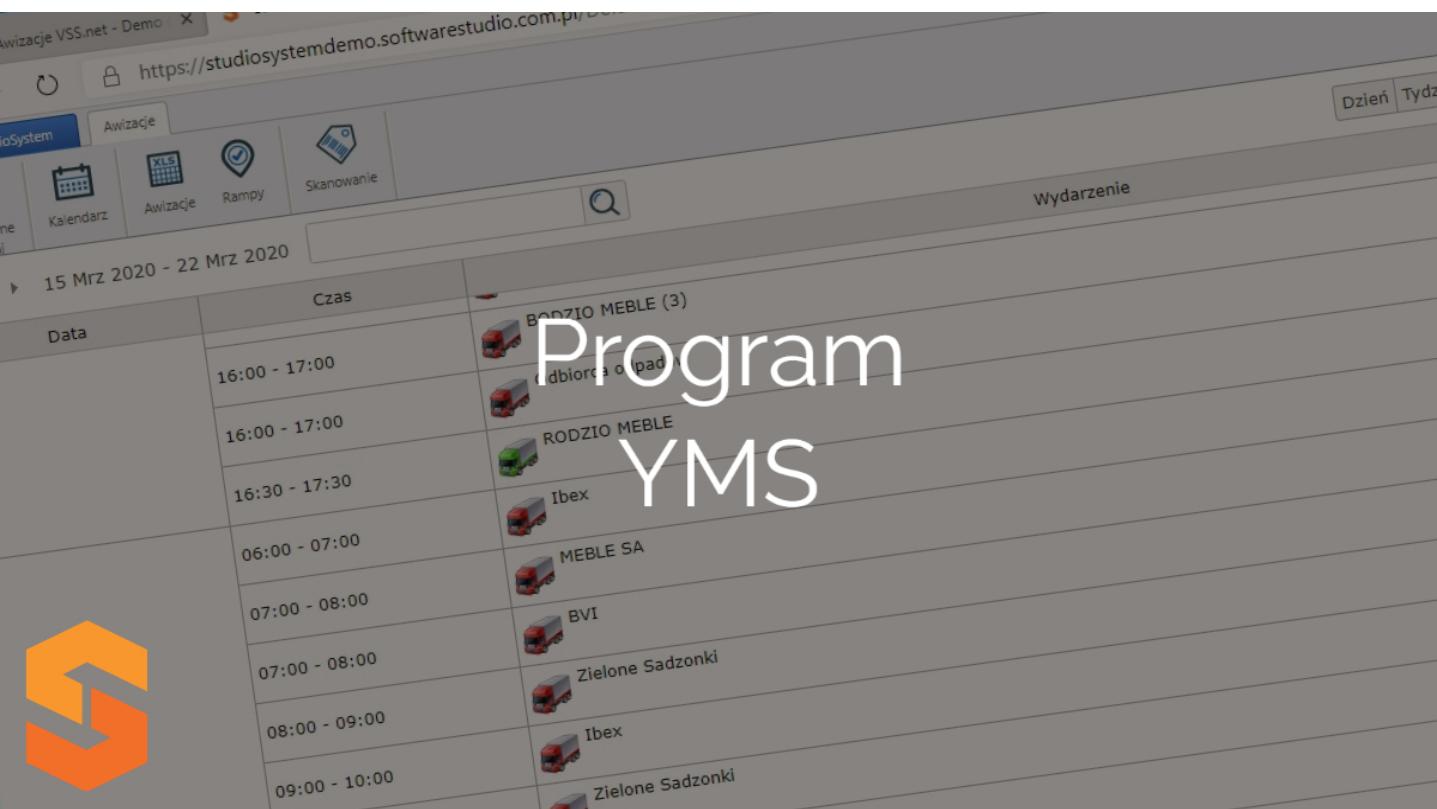 Awizacje VSS.net - Demo
https://studiosystemdemo.softwarestudio.com.pl/
Awizacje
Dzień
Kalendarz
XLS
Awizacje
Rampy
Skanowanie
15 Mrz 2020 - 22 Mrz 2020
Data
Czas
Wydarzenie
16:00 - 17:00
BODZIO MEBLE (3)
16:00 - 17:00
16:30 - 17:30
RODZIO MEBLE
06:00 - 07:00
Ibex
07:00 - 08:00
MEBLE SA
07:00 - 08:00
BVI
08:00 - 09:00
Zielone Sadzonki
09:00 - 10:00
Ibex
Zielone Sadzonki
Program
YMS